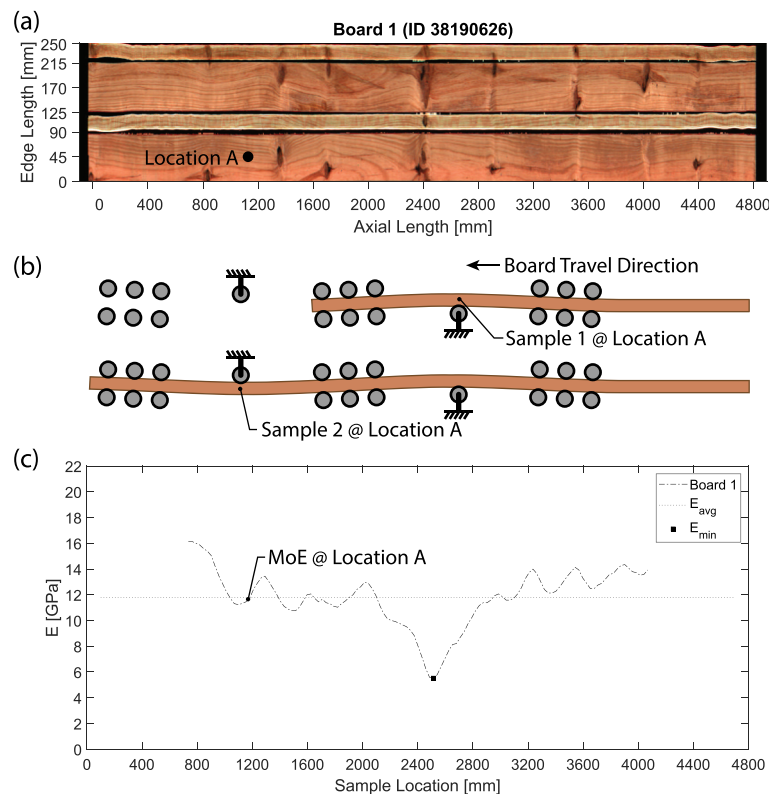 (a)
Board 1 (ID 38190626)
Edge Length [mm]
250
215
170
125
90
45
0
Location A
0 400 800 1200 1600 2000 2400 2800 3200 3600 4000 4400 4800
Axial Length [mm]
(b)
Board Travel Direction
Sample 1 @ Location A
Sample 2 @ Location A
(c)
E [GPa]
22
20
18
16
14
12
10
8
6
4
2
0
Board 1
E_avg
E_min
MoE @ Location A
0 400 800 1200 1600 2000 2400 2800 3200 3600 4000 4400 4800
Sample Location [mm]